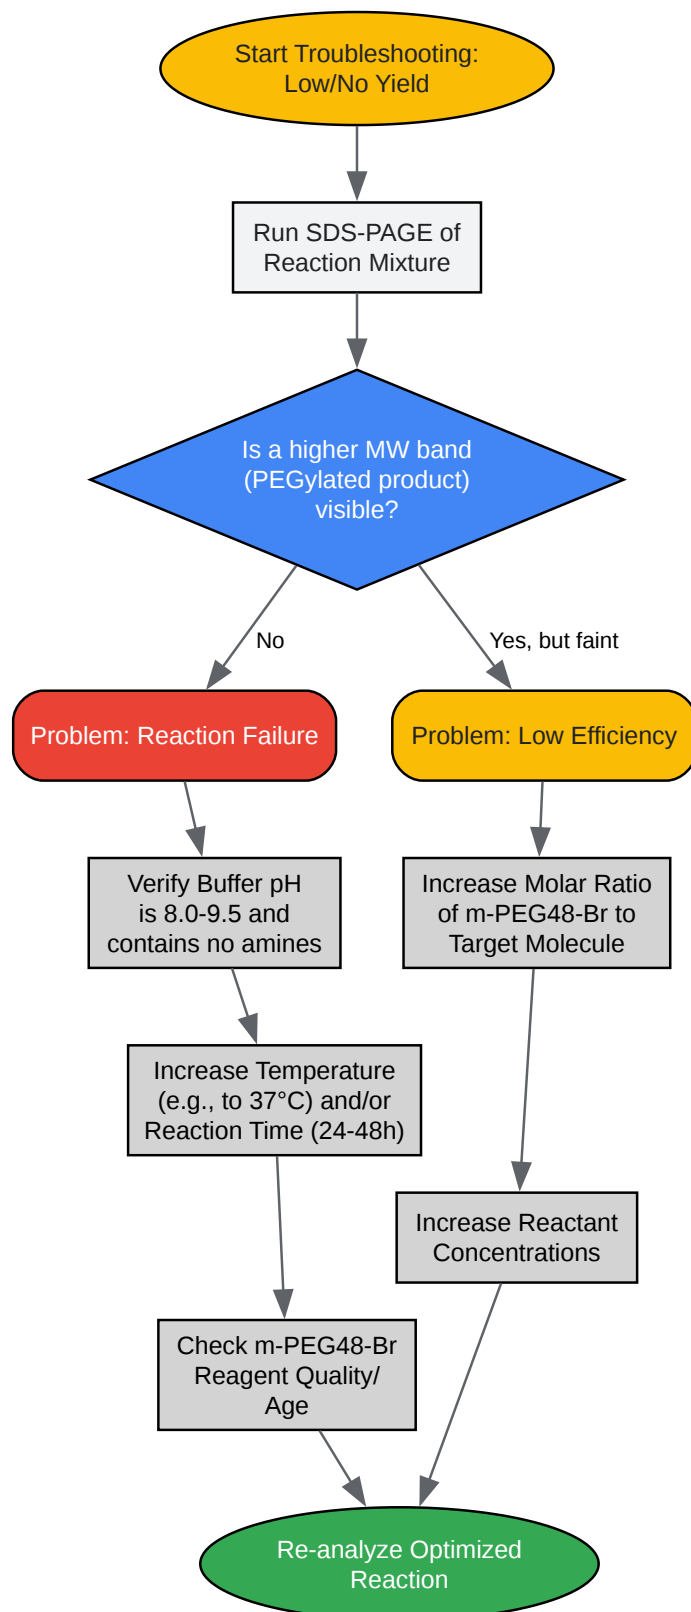 Start Troubleshooting:
Low/No Yield
Run SDS-PAGE of
Reaction Mixture
Is a higher MW band
(PEGylated product)
visible?
No
Yes, but faint
Problem: Reaction Failure
Problem: Low Efficiency
Verify Buffer pH
is 8.0-9.5 and
contains no amines
Increase Molar Ratio
of m-PEG48-Br to
Target Molecule
Increase Temperature
(e.g., to 37°C) and/or
Reaction Time (24-48h)
Increase Reactant
Concentrations
Check m-PEG48-Br
Reagent Quality/
Age
Re-analyze Optimized
Reaction